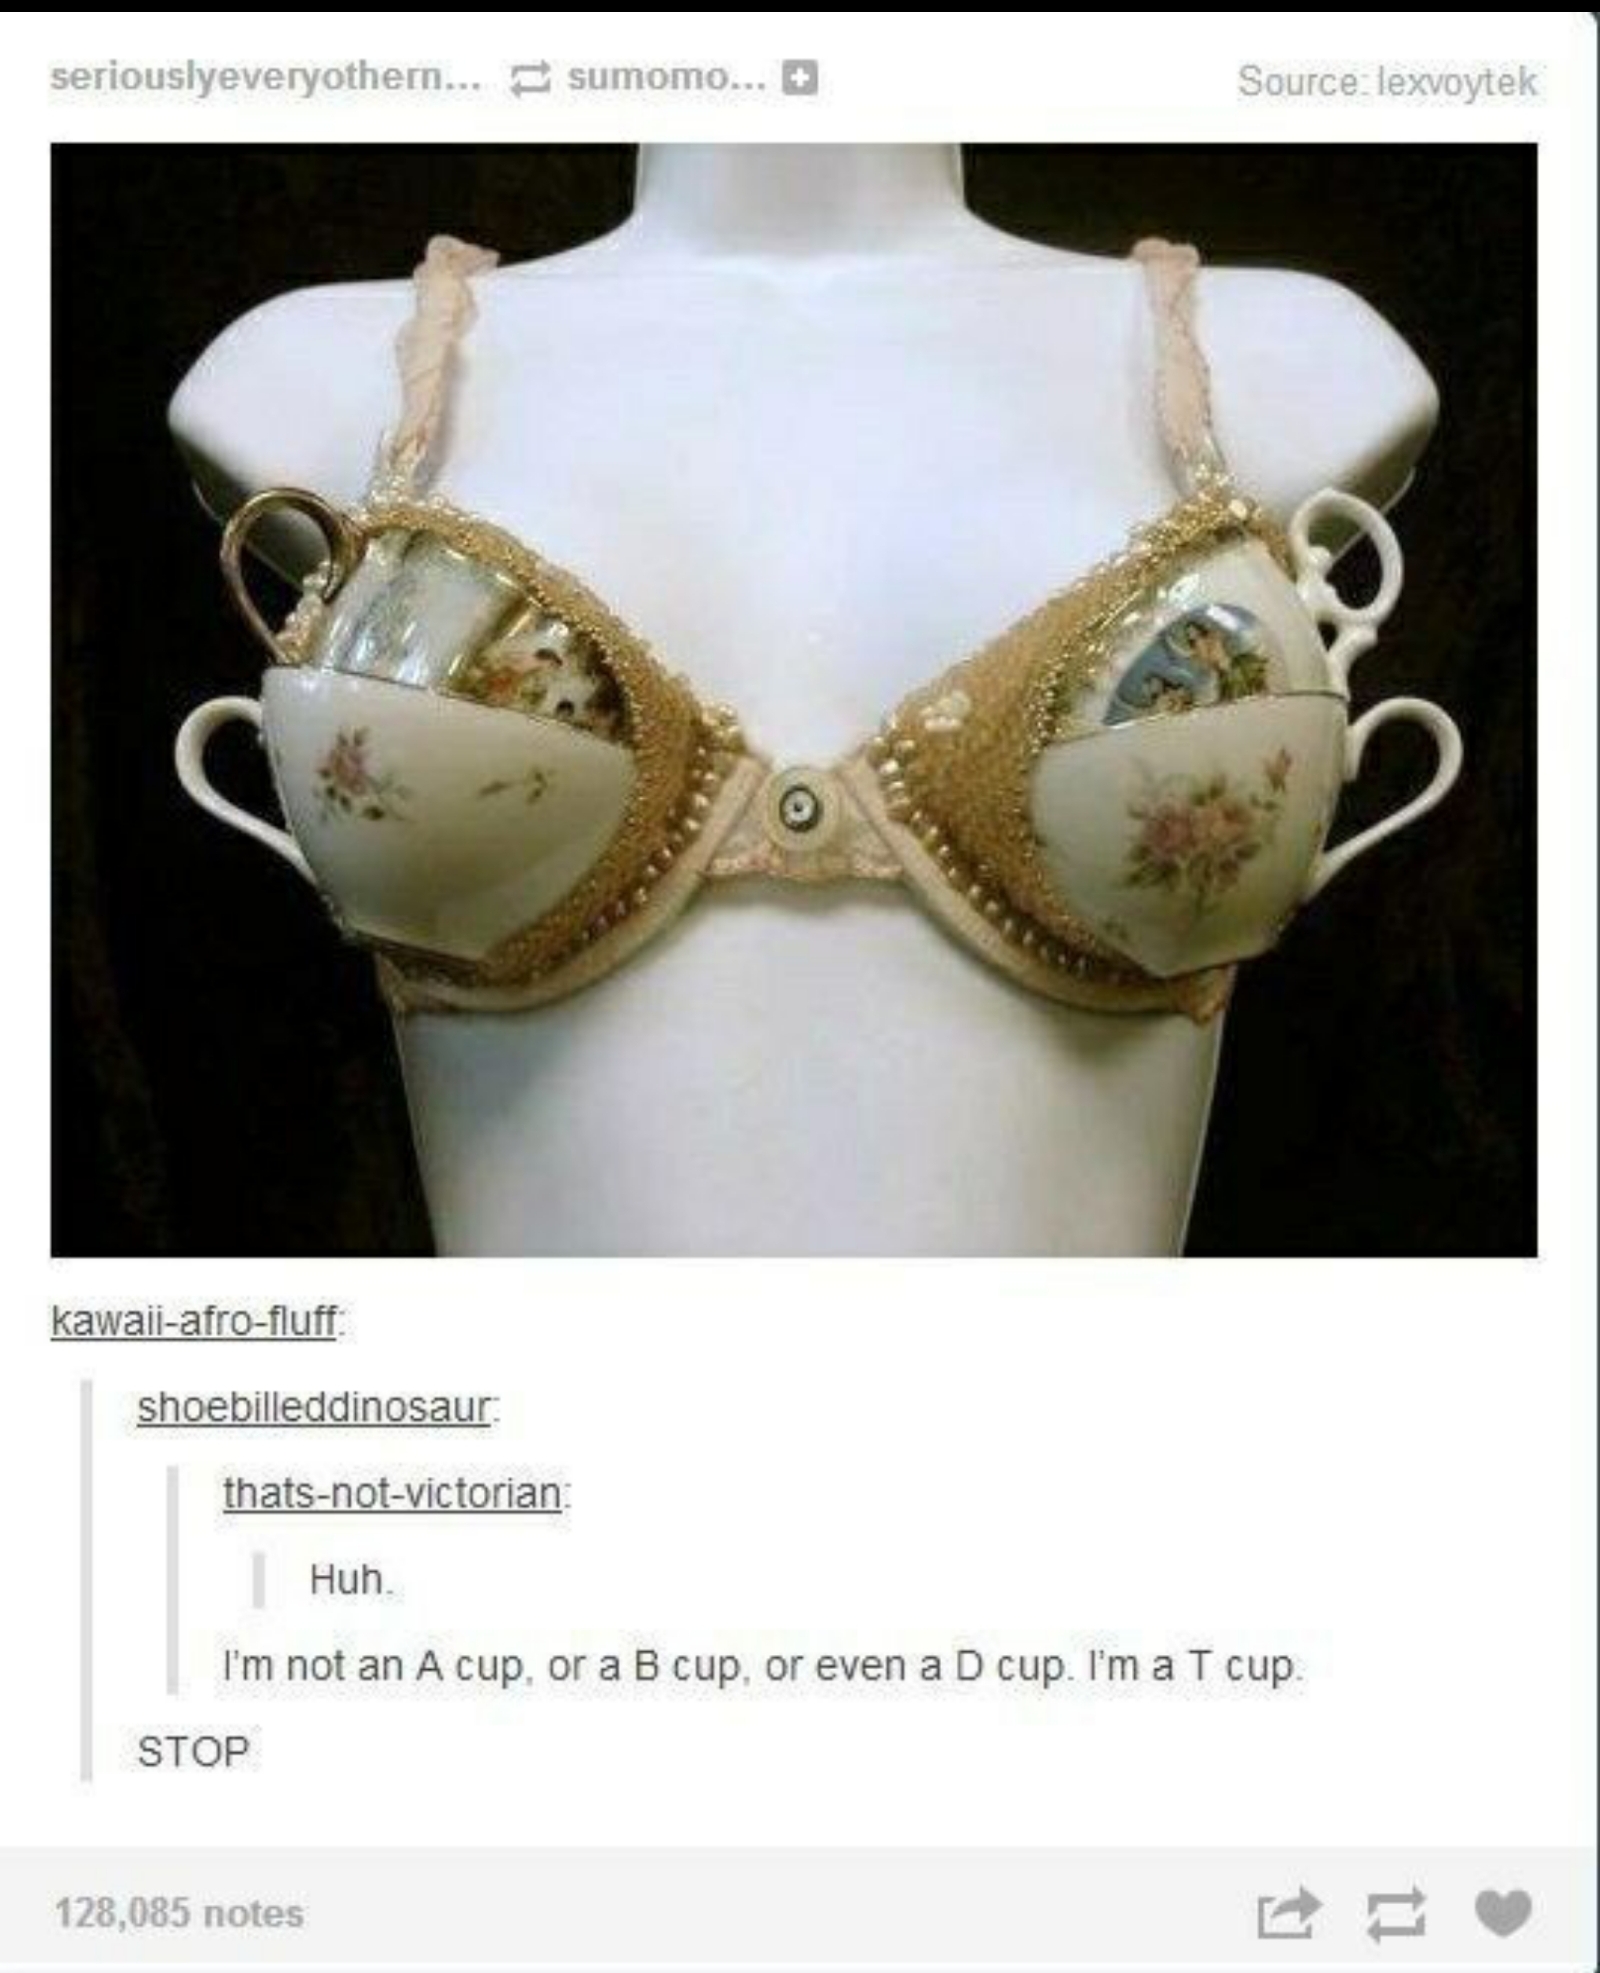 seriouslyeveryothern... sumomo... Source: lexvoytek
kawaii-afro-fluff:
shoebilleddinosaur:
thats-not-victorian:
Huh.
I'm not an A cup, or a B cup, or even a D cup. I'm a T cup.
STOP
128,085 notes